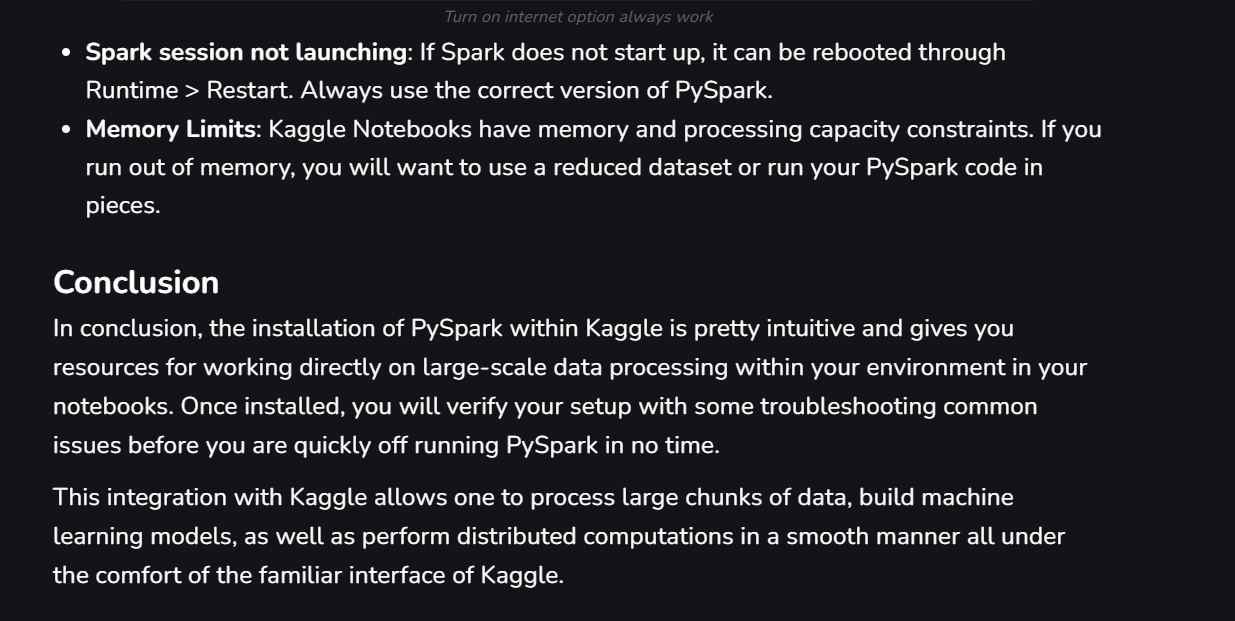 Turn on internet option always work
Spark session not launching: If Spark does not start up, it can be rebooted through
Runtime > Restart. Always use the correct version of PySpark.
Memory Limits: Kaggle Notebooks have memory and processing capacity constraints. If you
run out of memory, you will want to use a reduced dataset or run your PySpark code in
pieces.
Conclusion
In conclusion, the installation of PySpark within Kaggle is pretty intuitive and gives you
resources for working directly on large-scale data processing within your environment in your
notebooks. Once installed, you will verify your setup with some troubleshooting common
issues before you are quickly off running PySpark in no time.
This integration with Kaggle allows one to process large chunks of data, build machine
learning models, as well as perform distributed computations in a smooth manner all under
the comfort of the familiar interface of Kaggle.